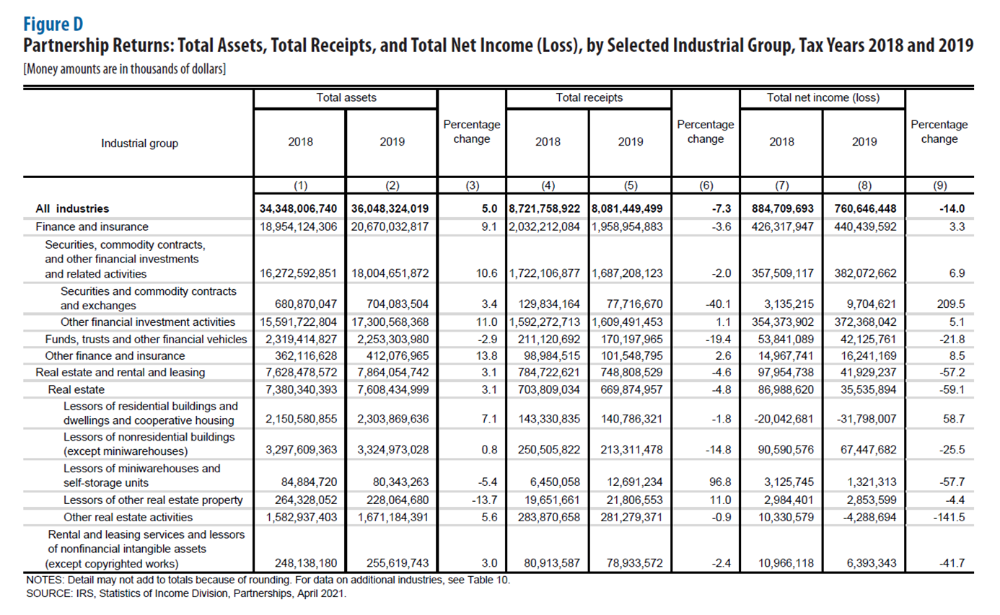 Figure D
Partnership Returns: Total Assets, Total Receipts, and Total Net Income (Loss), by Selected Industrial Group, Tax Years 2018 and 2019
[Money amounts are in thousands of dollars]
Industrial group Total assets Percentage change Total receipts Percentage change Total net income (loss) Percentage change
2018 2019 2018 2019 2018 2019
(1) (2) (3) (4) (5) (6) (7) (8) (9)
All industries 34,348,006,740 36,048,324,019 5.0 8,721,758,922 8,081,449,499 -7.3 884,709,693 760,646,448 -14.0
Finance and insurance 18,954,124,306 20,670,032,817 9.1 2,032,212,084 1,958,954,883 -3.6 426,317,947 440,439,592 3.3
Securities, commodity contracts,
and other financial investments
and related activities 16,272,592,851 18,004,651,872 10.6 1,722,106,877 1,687,208,123 -2.0 357,509,117 382,072,662 6.9
Securities and commodity contracts
and exchanges 680,870,047 704,083,504 3.4 129,834,164 77,716,670 -40.1 3,135,215 9,704,621 209.5
Other financial investment activities 15,591,722,804 17,300,568,368 11.0 1,592,272,713 1,609,491,453 1.1 354,373,902 372,368,042 5.1
Funds, trusts and other financial vehicles 2,319,414,827 2,253,303,980 -2.9 211,120,692 170,197,965 -19.4 53,841,089 42,125,761 -21.8
Other finance and insurance 362,116,628 412,076,965 13.8 98,984,515 101,548,795 2.6 14,967,741 16,241,169 8.5
Real estate and rental and leasing 7,628,478,572 7,864,054,742 3.1 784,722,621 748,808,529 -4.6 97,954,738 41,929,237 -57.2
Real estate 7,380,340,393 7,608,434,999 3.1 703,809,034 669,874,957 -4.8 86,988,620 35,535,894 -59.1
Lessors of residential buildings and
dwellings and cooperative housing 2,150,580,855 2,303,869,636 7.1 143,330,835 140,786,321 -1.8 -20,042,681 -31,798,007 58.7
Lessors of nonresidential buildings
(except miniwarehouses) 3,297,609,363 3,324,973,028 0.8 250,505,822 213,311,478 -14.8 90,590,576 67,447,682 -25.5
Lessors of miniwarehouses and
self-storage units 84,884,720 80,343,263 -5.4 6,450,058 12,691,234 96.8 3,125,745 1,321,313 -57.7
Lessors of other real estate property 264,328,052 228,064,680 -13.7 19,651,661 21,806,553 11.0 2,984,401 2,853,599 -4.4
Other real estate activities 1,582,937,403 1,671,184,391 5.6 283,870,658 281,279,371 -0.9 10,330,579 -4,288,694 -141.5
Rental and leasing services and lessors
of nonfinancial intangible assets
(except copyrighted works) 248,138,180 255,619,743 3.0 80,913,587 78,933,572 -2.4 10,966,118 6,393,343 -41.7
NOTES: Detail may not add to totals because of rounding. For data on additional industries, see Table 10.
SOURCE: IRS, Statistics of Income Division, Partnerships, April 2021.